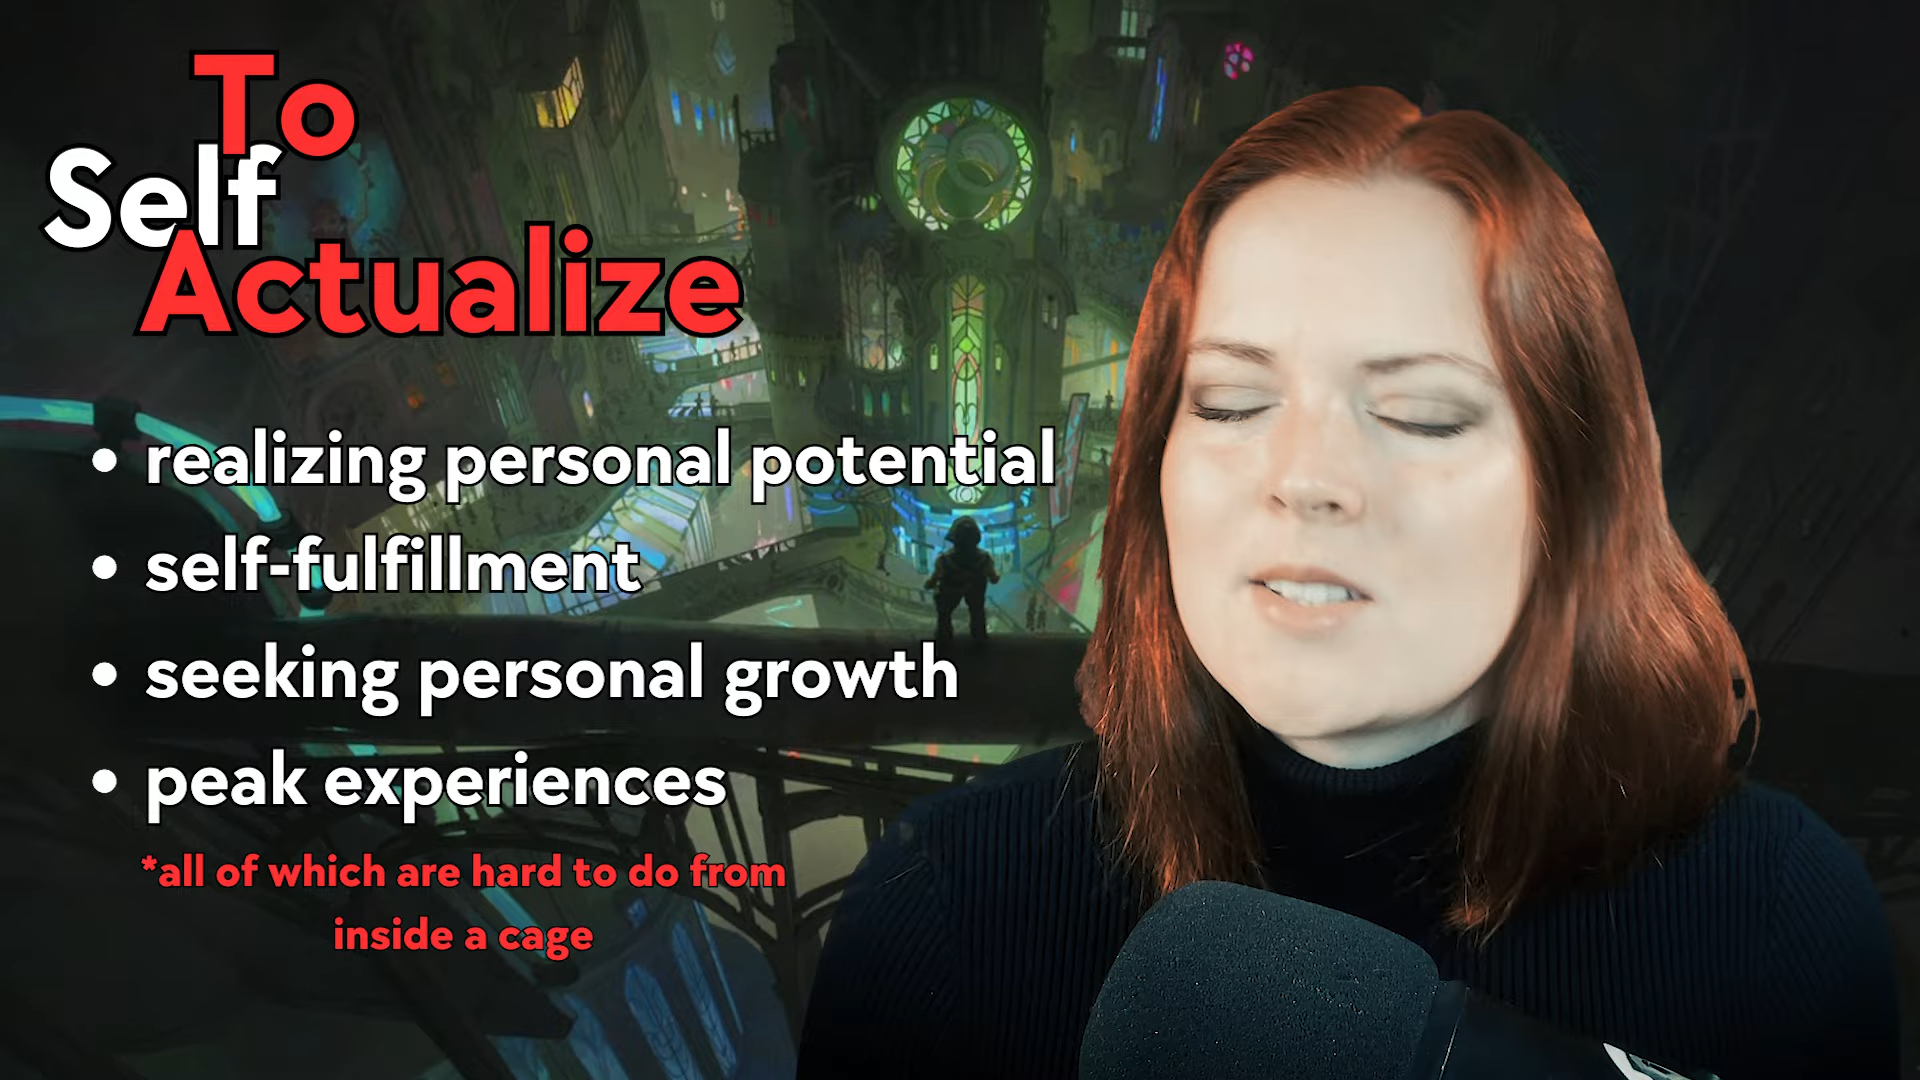 To
Self
Actualize
• realizing personal potential
• self-fulfillment
• seeking personal growth
• peak experiences
*all of which are hard to do from
inside a cage